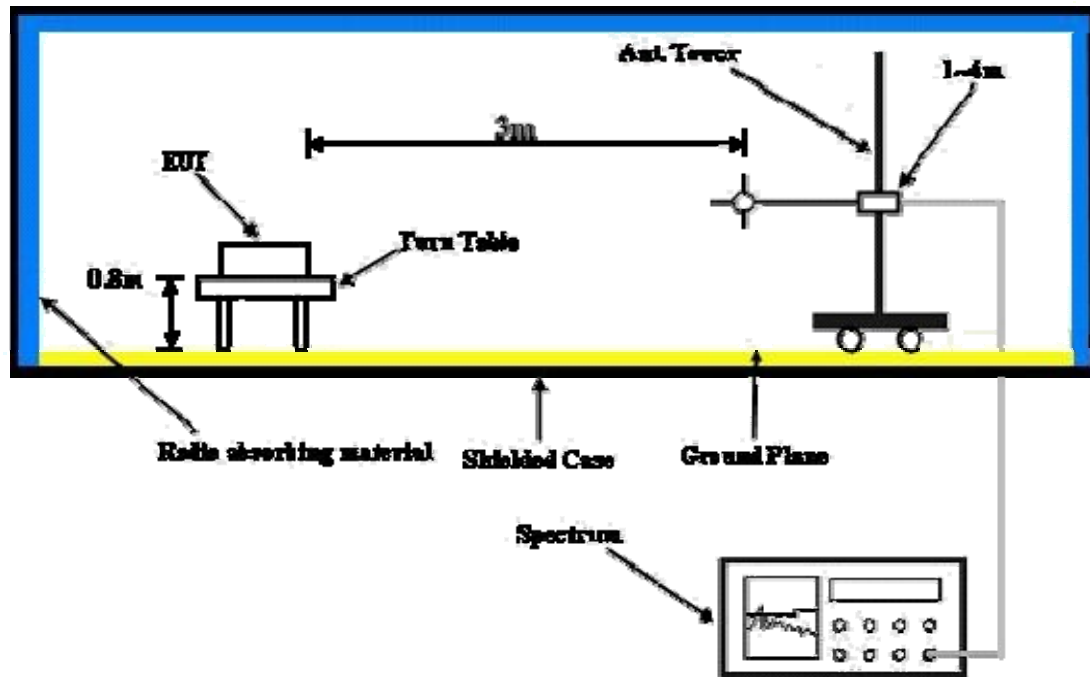 Ant. Tower
1-4m
3m
EUT
Turn Table
0.8m
Radio absorbing material
Shielded Case
Ground Plane
Spectrum